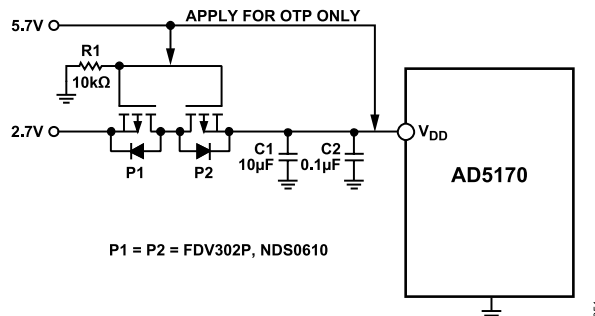 APPLY FOR OTP ONLY
5.7V
R1
10kΩ
2.7V
P1
P2
C1
10µF
C2
0.1µF
VDD
AD5170
P1 = P2 = FDV302P, NDS0610